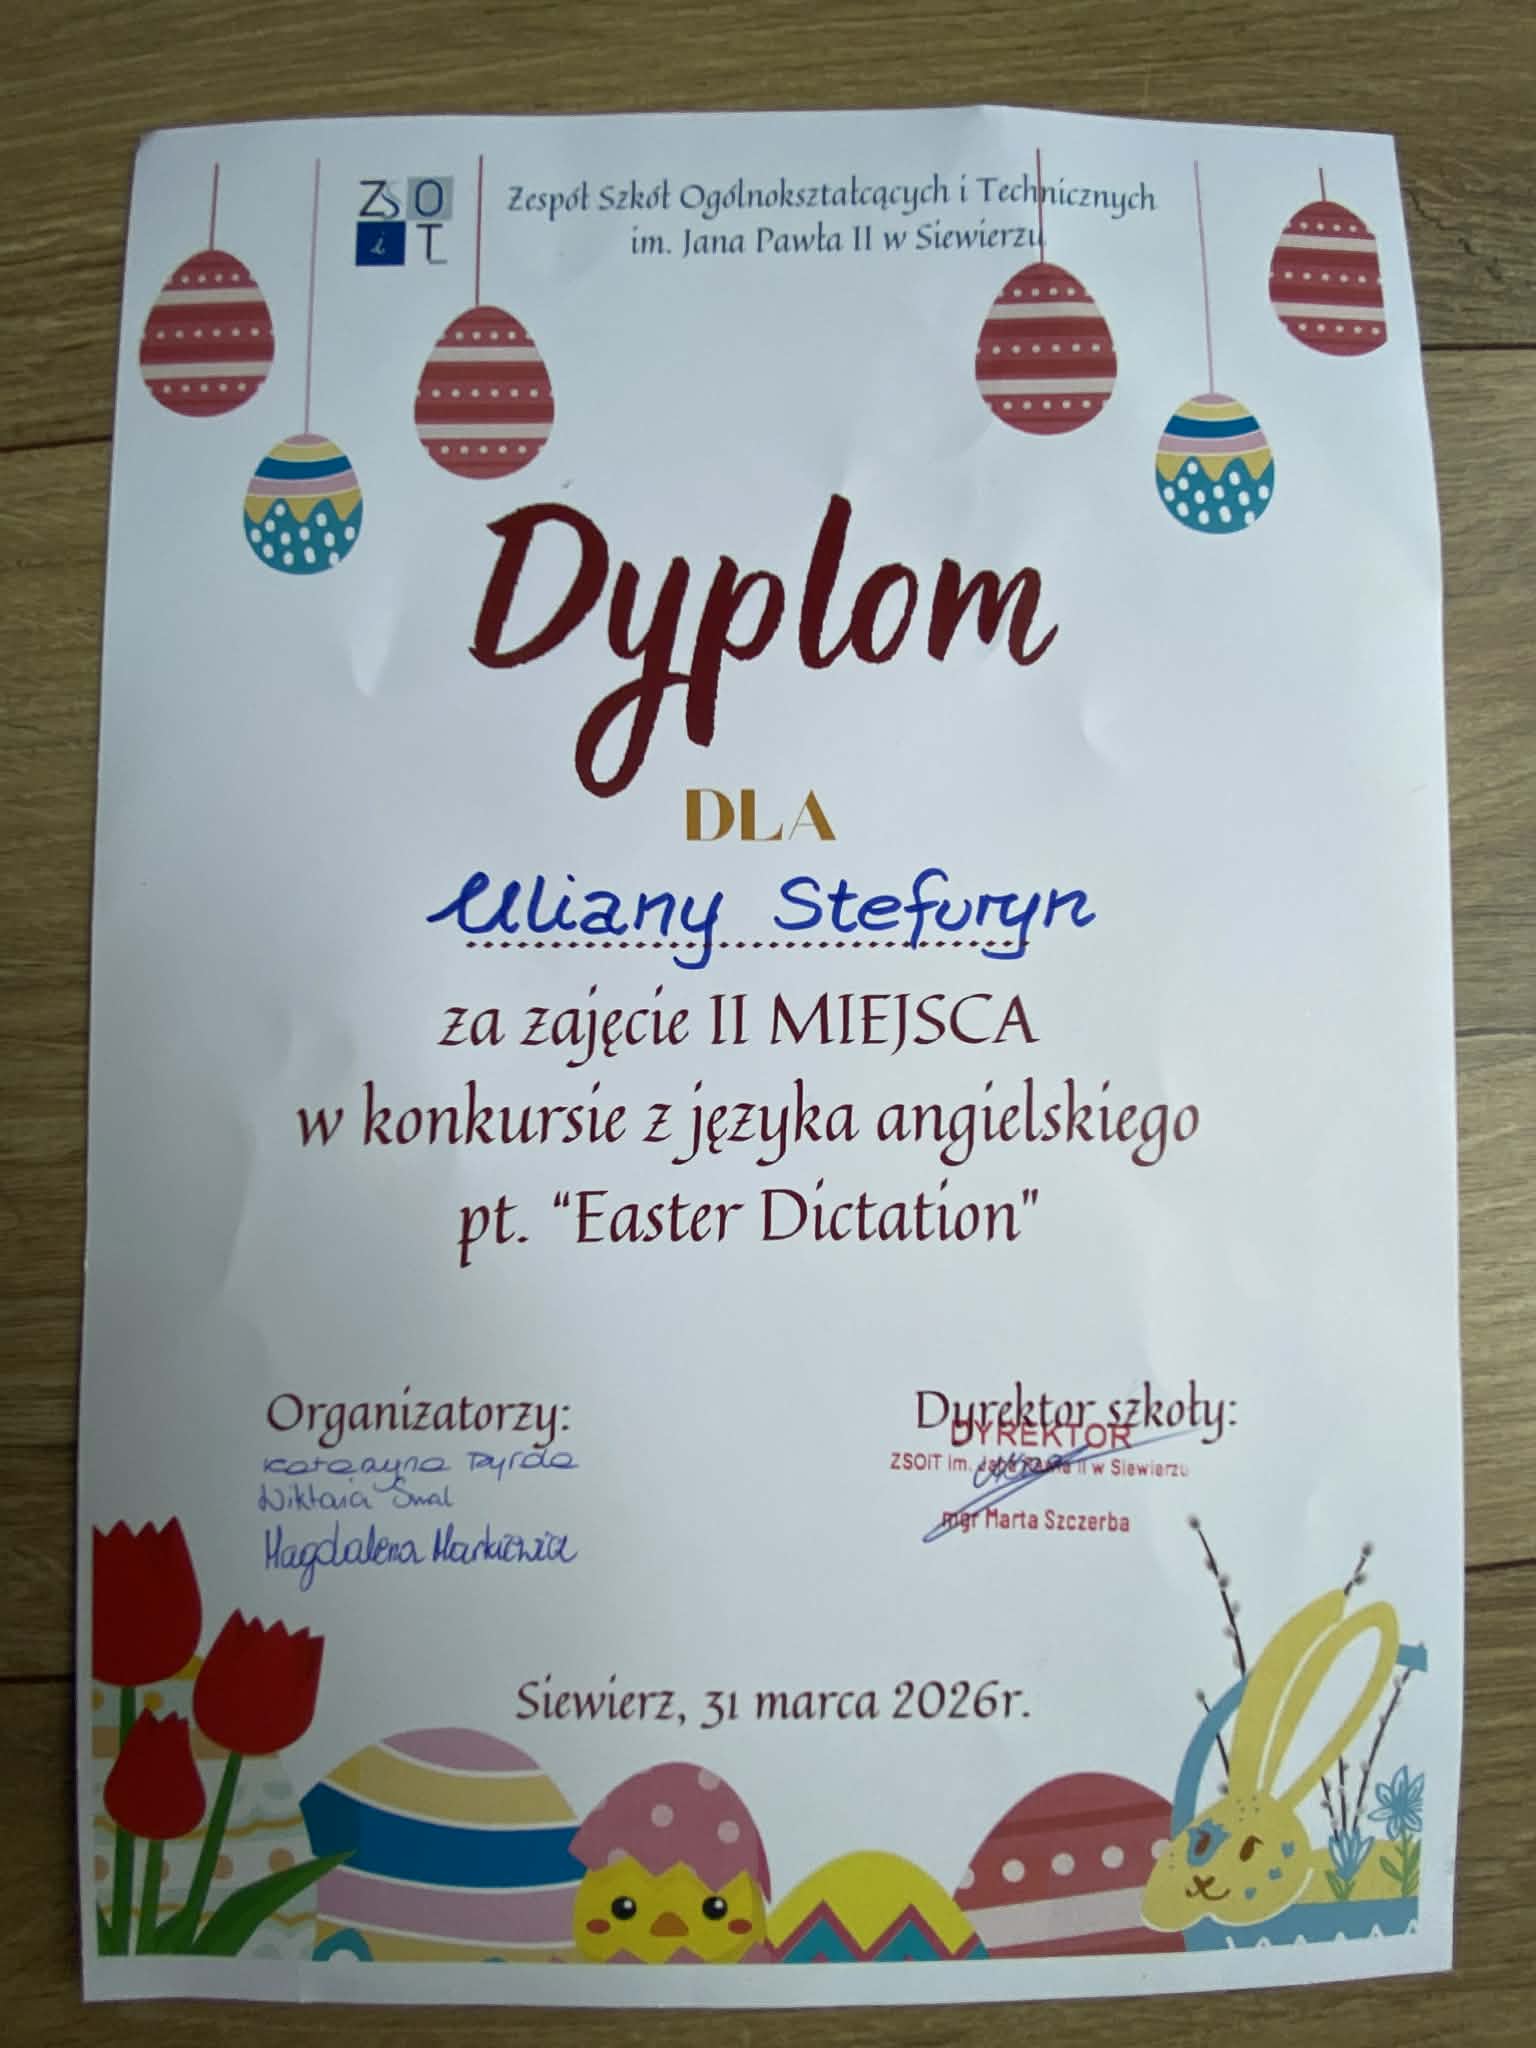 ZS O
i T
Zespół Szkół Ogólnokształcących i Technicznych
im. Jana Pawła II w Siewierzu
Dyplom
DLA
Uliany Stefuryn
za zajęcie II MIEJSCA
w konkursie z języka angielskiego
pt. “Easter Dictation”
Organizatorzy:
Katarzyna
Wiktoria Smal
Magdalena Markiewicz
Dyrektor szkoły:
DYREKTOR
ZSOiT im. Jana Pawła II w Siewierzu
mgr Marta Szczerba
Siewierz, 31 marca 2026r.